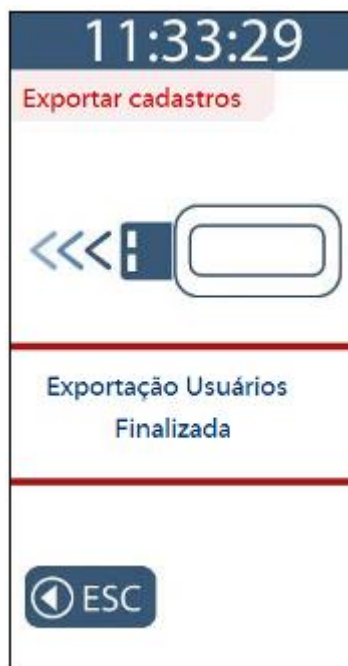 11:33:29
Exportar cadastros
Exportação Usuários
Finalizada
ESC